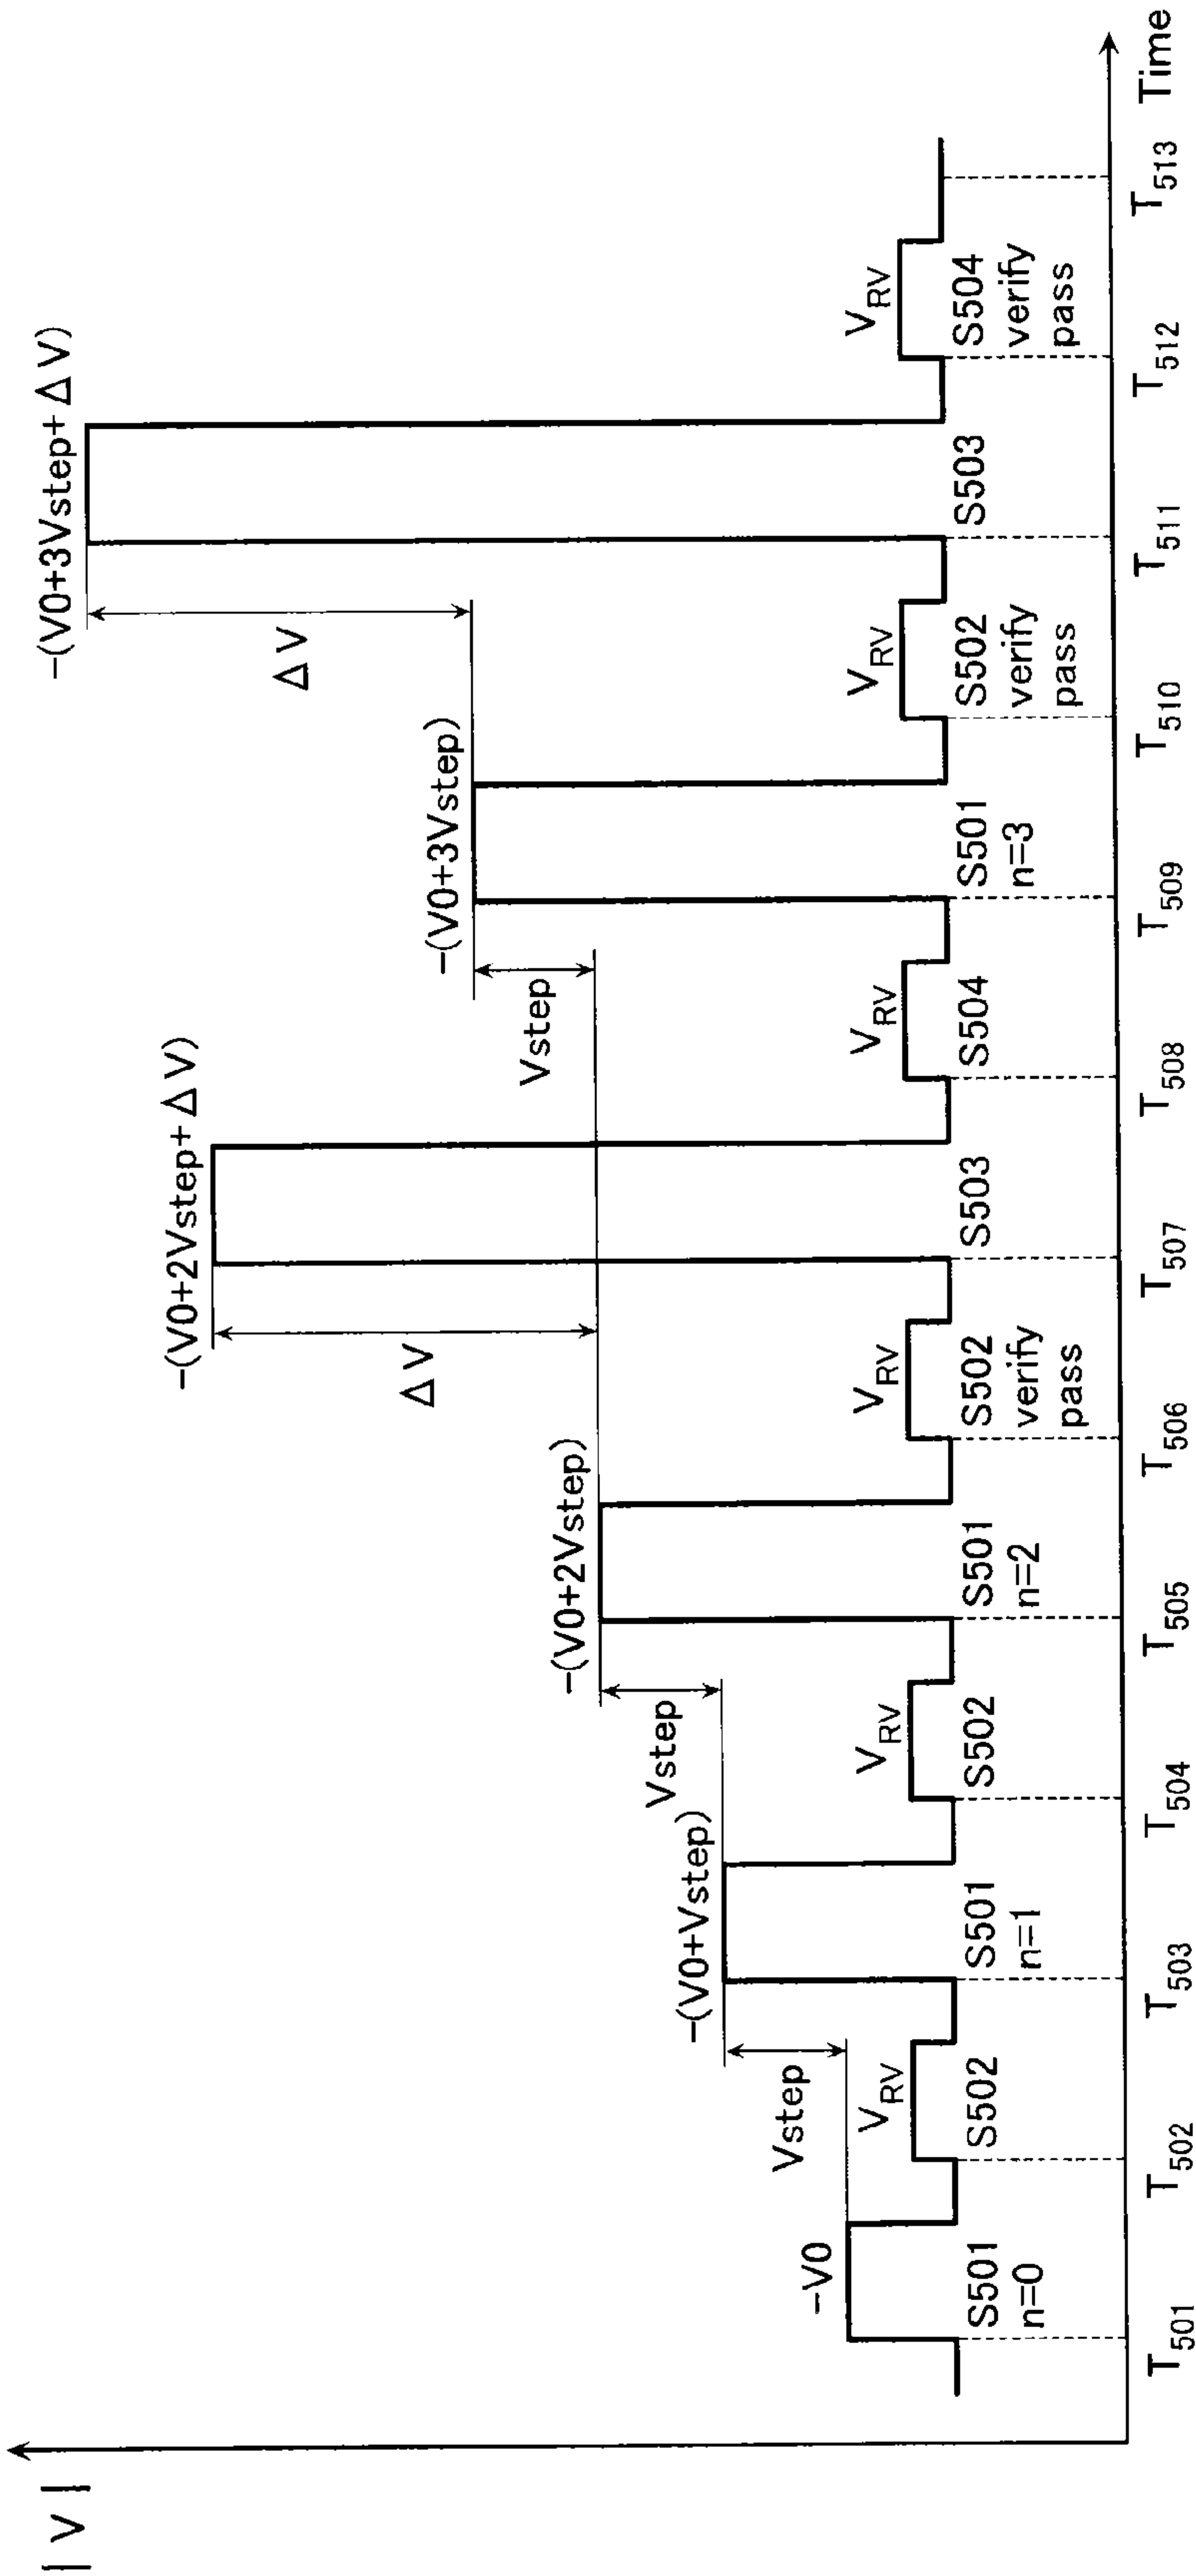 | V |
-V0
Vstep
-(V0+Vstep)
Vstep
-(V0+2Vstep)
ΔV
-(V0+2Vstep+ΔV)
Vstep
-(V0+3Vstep)
ΔV
-(V0+3Vstep+ΔV)
VRV
VRV
VRV
VRV
VRV
VRV
S501
n=0
S502
S501
n=1
S502
S501
n=2
S502
verify
pass
S503
S504
S501
n=3
S502
verify
pass
S503
S504
verify
pass
T501
T502
T503
T504
T505
T506
T507
T508
T509
T510
T511
T512
T513
Time